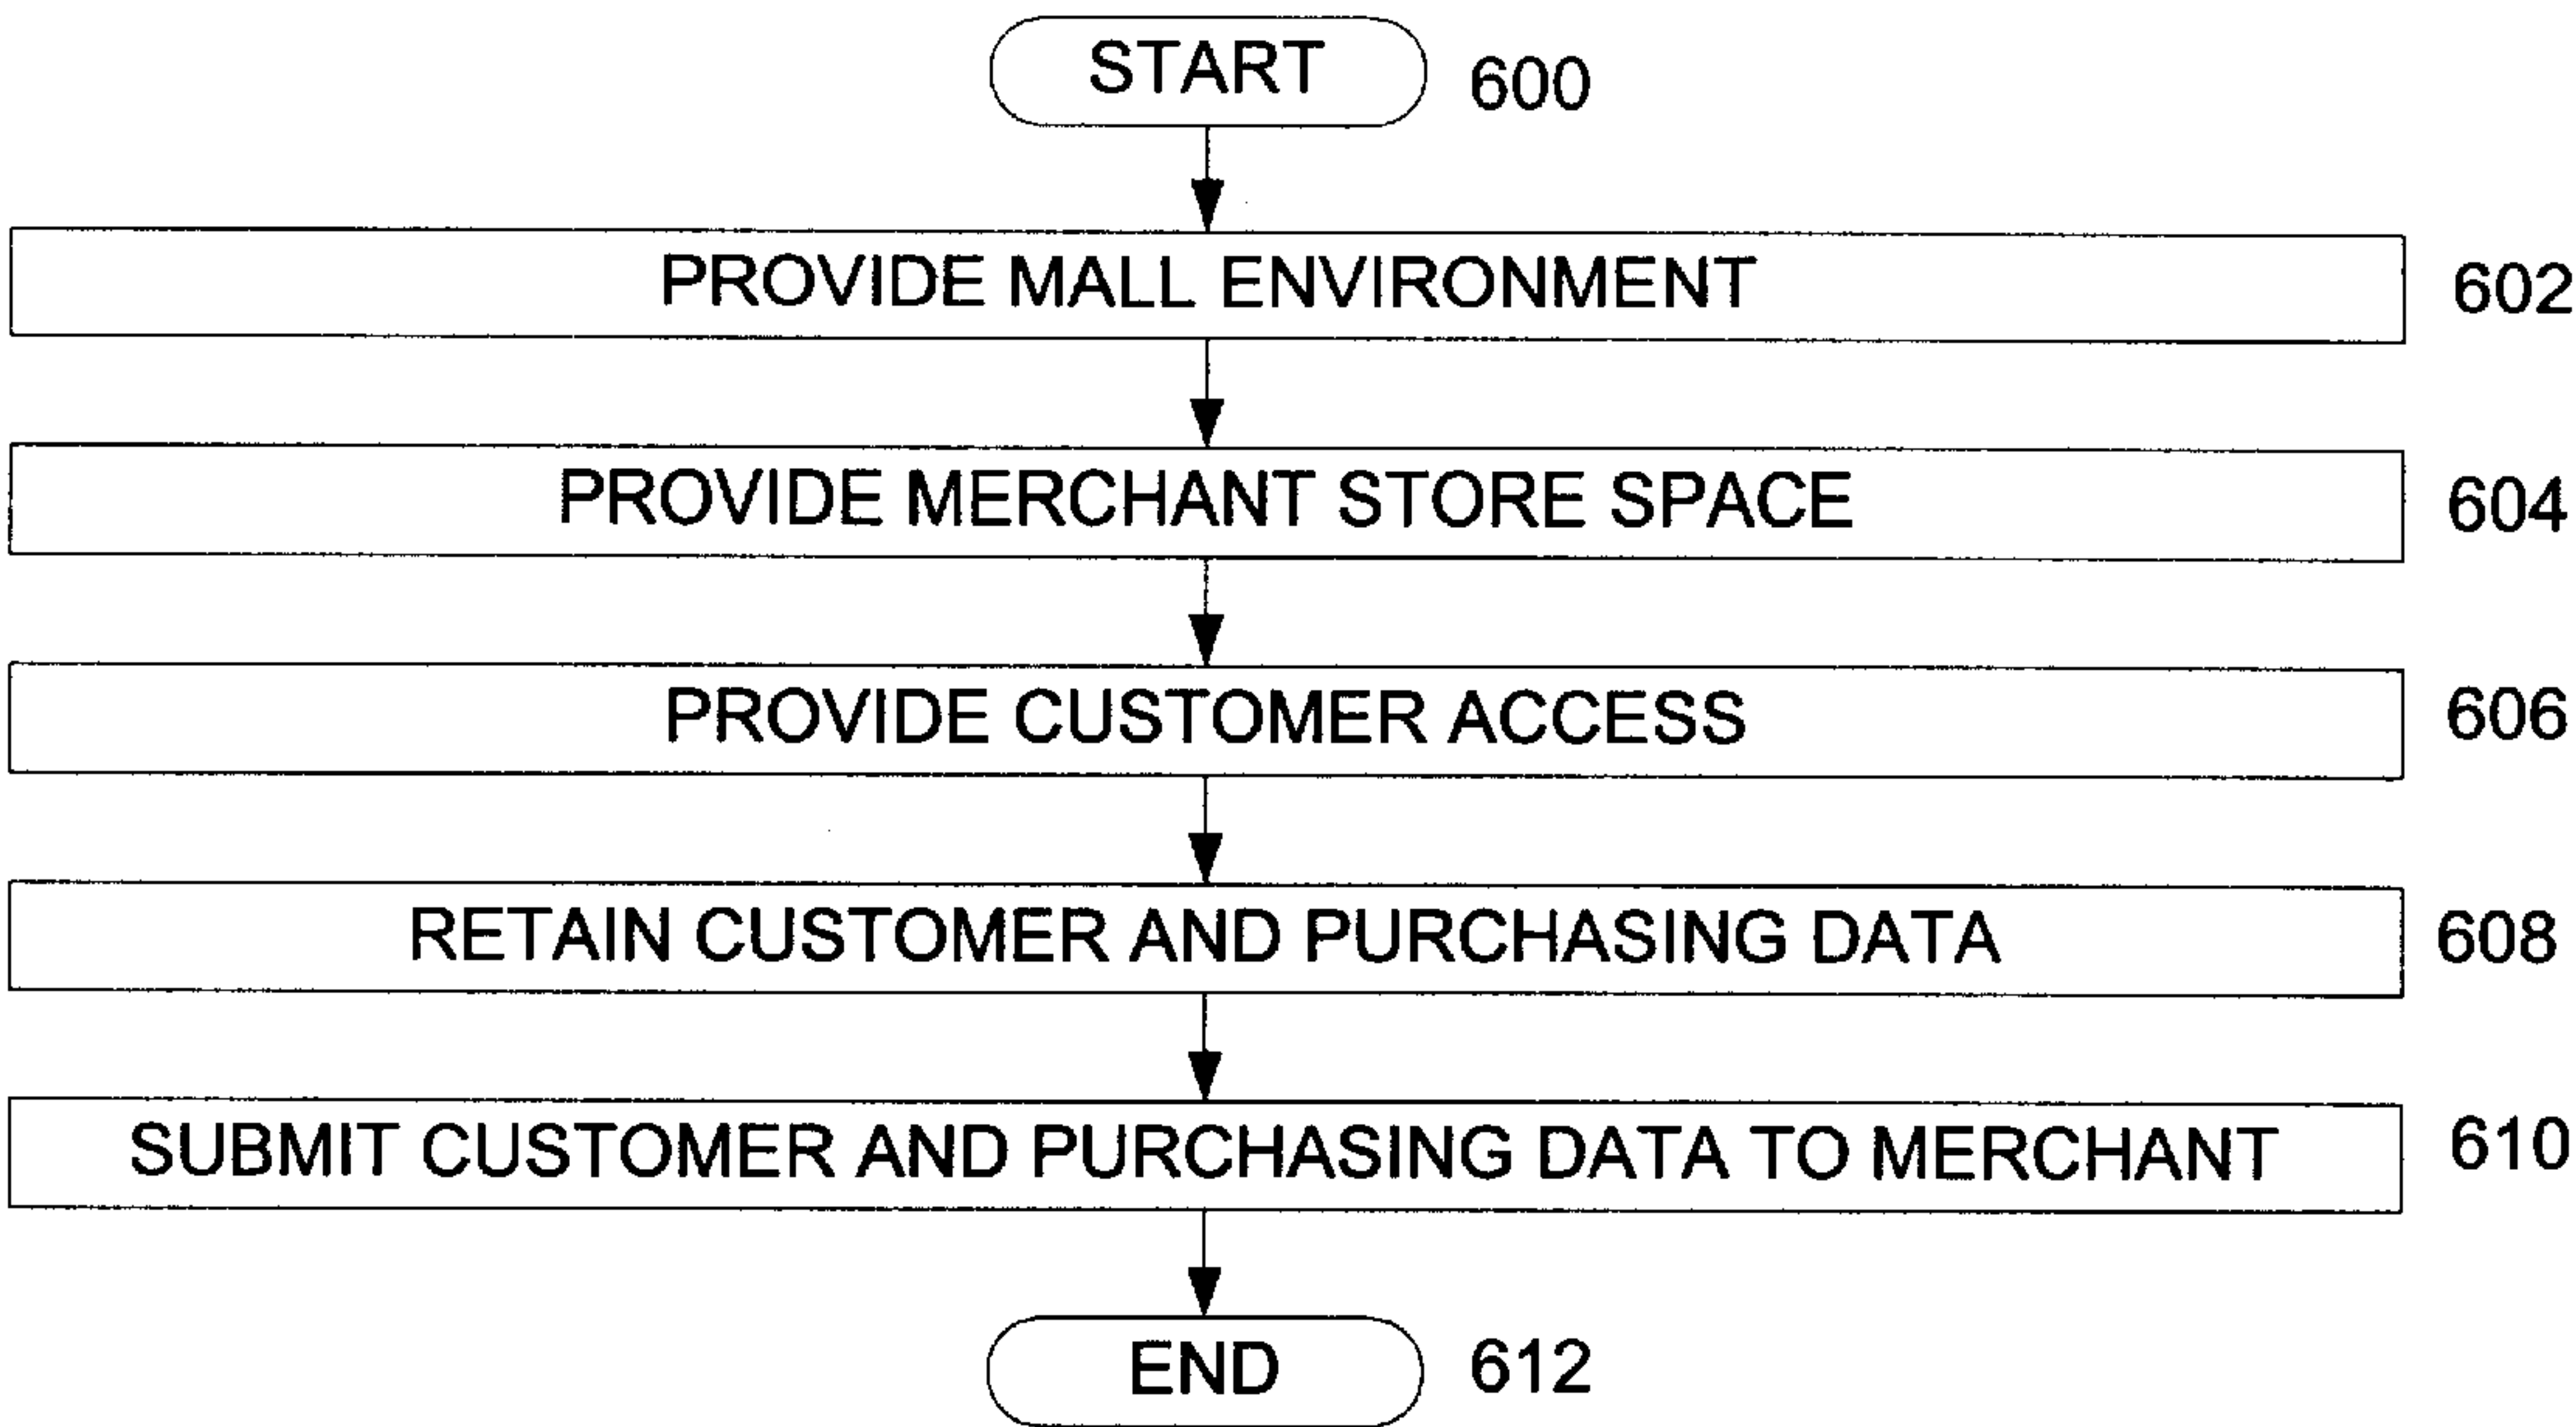 START 600
PROVIDE MALL ENVIRONMENT 602
PROVIDE MERCHANT STORE SPACE 604
PROVIDE CUSTOMER ACCESS 606
RETAIN CUSTOMER AND PURCHASING DATA 608
SUBMIT CUSTOMER AND PURCHASING DATA TO MERCHANT 610
END 612